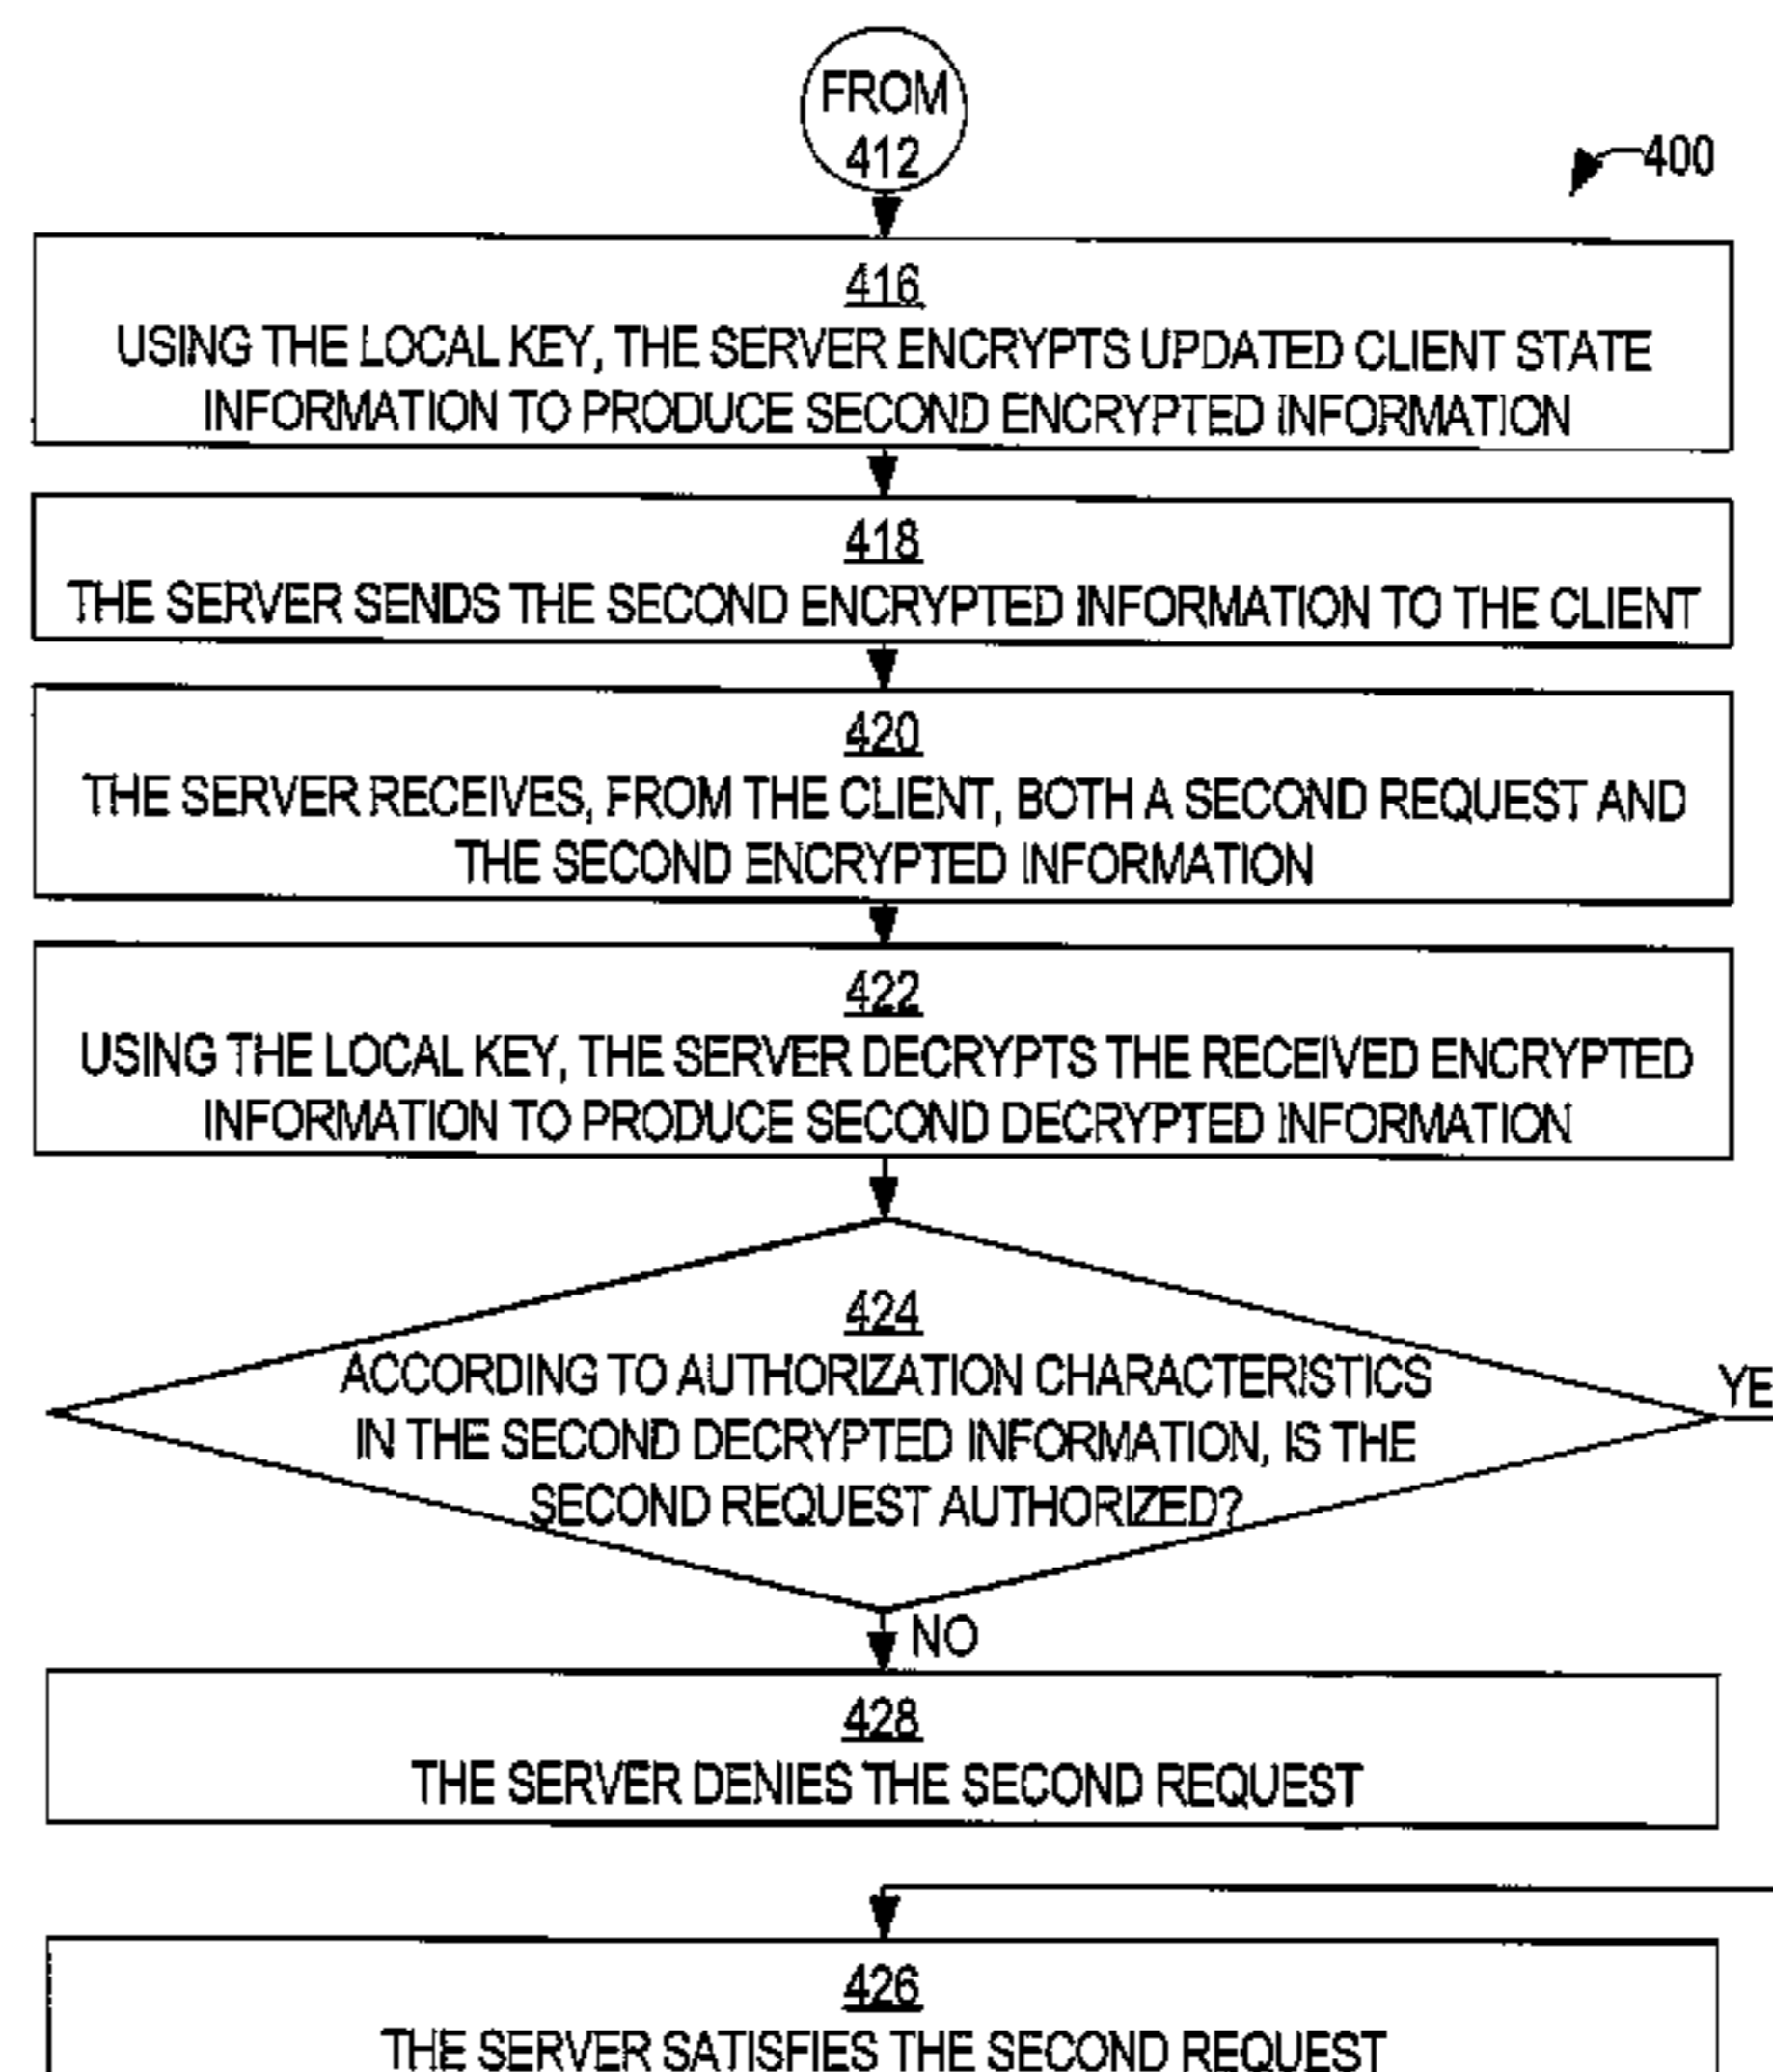 FROM
412
400
416
USING THE LOCAL KEY, THE SERVER ENCRYPTS UPDATED CLIENT STATE
INFORMATION TO PRODUCE SECOND ENCRYPTED INFORMATION
418
THE SERVER SENDS THE SECOND ENCRYPTED INFORMATION TO THE CLIENT
420
THE SERVER RECEIVES, FROM THE CLIENT, BOTH A SECOND REQUEST AND
THE SECOND ENCRYPTED INFORMATION
422
USING THE LOCAL KEY, THE SERVER DECRYPTS THE RECEIVED ENCRYPTED
INFORMATION TO PRODUCE SECOND DECRYPTED INFORMATION
424
ACCORDING TO AUTHORIZATION CHARACTERISTICS
IN THE SECOND DECRYPTED INFORMATION, IS THE
SECOND REQUEST AUTHORIZED?
YE
NO
428
THE SERVER DENIES THE SECOND REQUEST
426
THE SERVER SATISFIES THE SECOND REQUEST